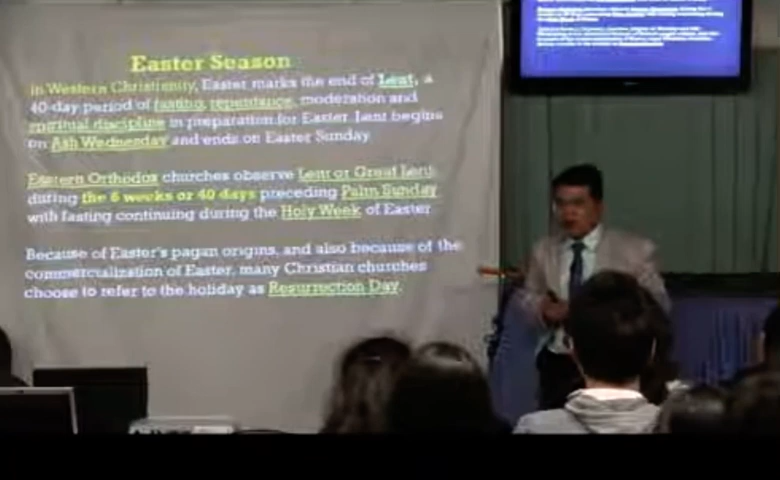 Easter Season
In Western Christianity, Easter marks the end of Lent, a
40-day period of fasting, repentance, moderation and
spiritual discipline in preparation for Easter. Lent begins
on Ash Wednesday and ends on Easter Sunday.
Eastern Orthodox churches observe Lent or Great Lent
during the 6 weeks or 40 days preceding Palm Sunday
with fasting continuing during the Holy Week of Easter.
Because of Easter's pagan origins, and also because of the
commercialization of Easter, many Christian churches
choose to refer to the holiday as Resurrection Day.